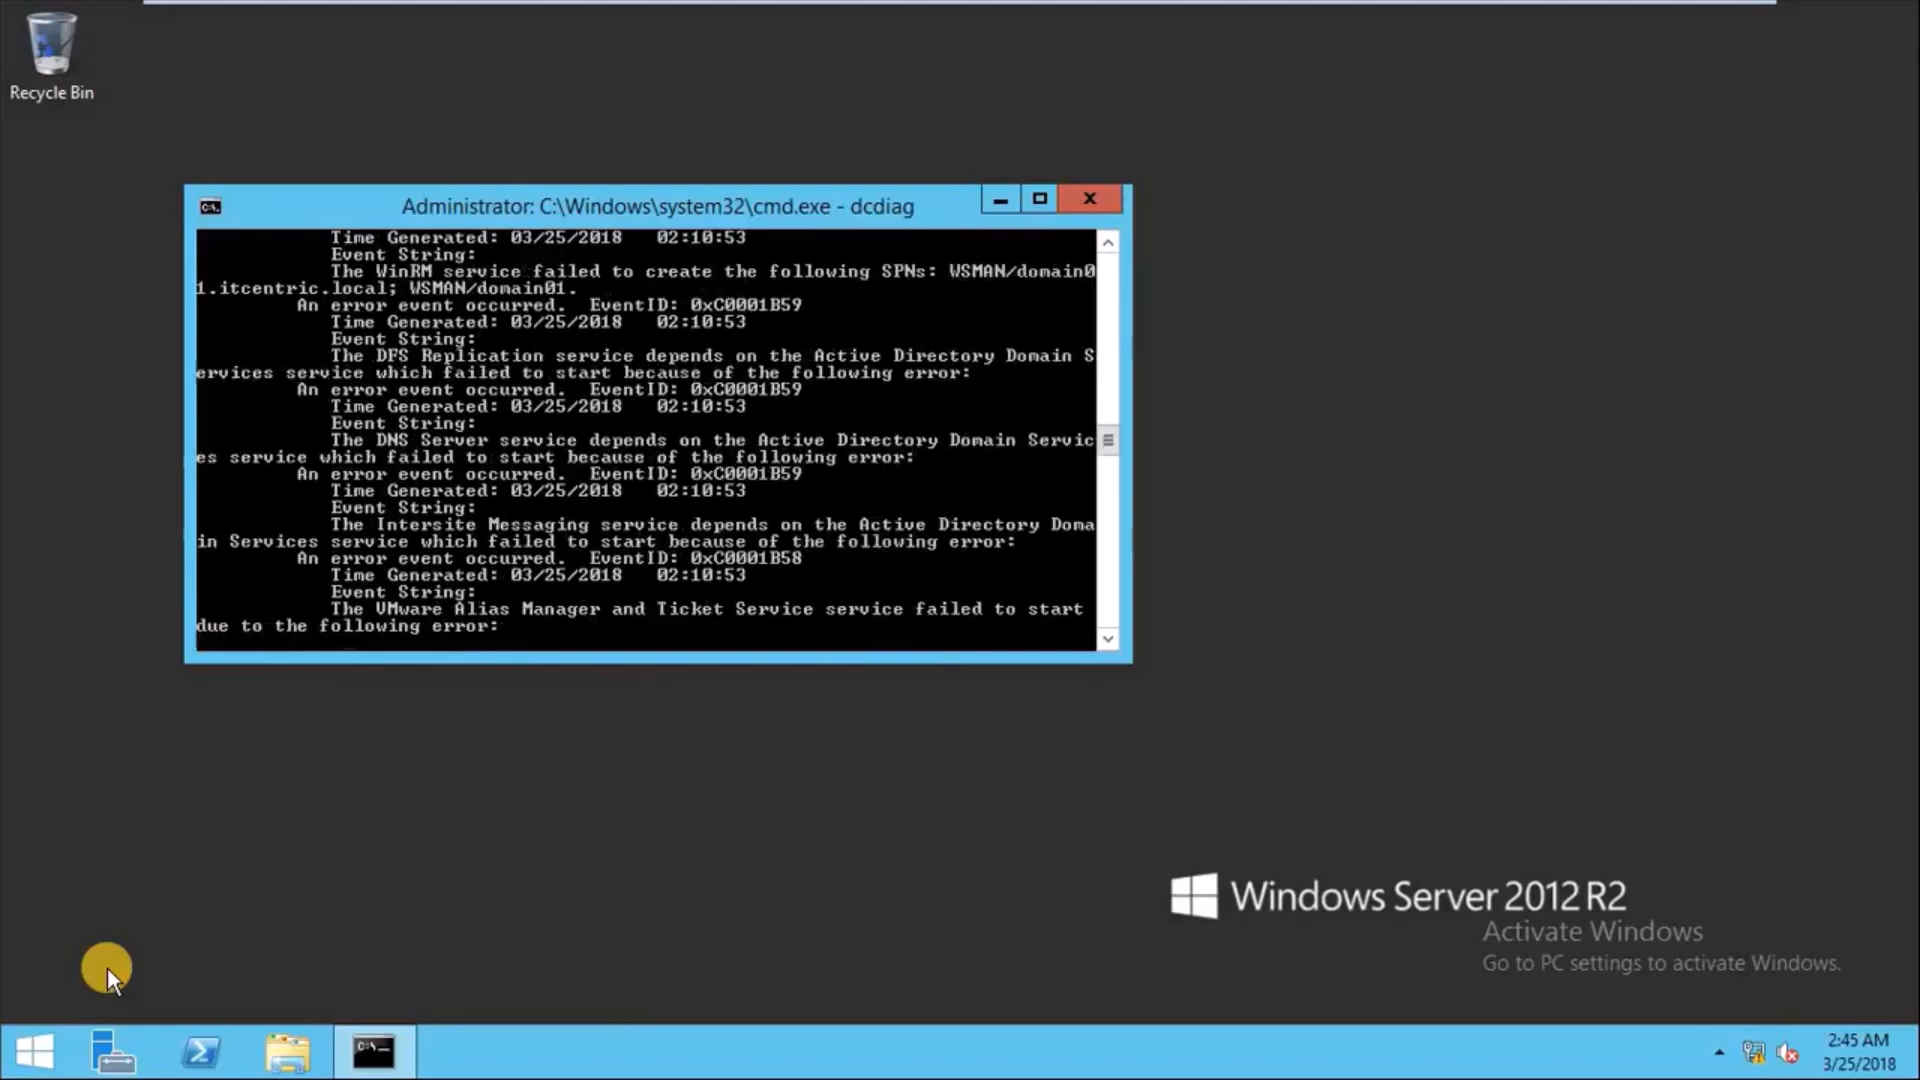 Recycle Bin
Administrator: C:\Windows\system32\cmd.exe - dcdiag
Time Generated: 03/25/2018   02:10:53
Event String:
The WinRM service failed to create the following SPNs: WSMAN/domain0
1.itcentric.local; WSMAN/domain01.
An error event occurred.  EventID: 0xC0001B59
Time Generated: 03/25/2018   02:10:53
Event String:
The DFS Replication service depends on the Active Directory Domain S
ervices service which failed to start because of the following error:
An error event occurred.  EventID: 0xC0001B59
Time Generated: 03/25/2018   02:10:53
Event String:
The DNS Server service depends on the Active Directory Domain Servic
es service which failed to start because of the following error:
An error event occurred.  EventID: 0xC0001B59
Time Generated: 03/25/2018   02:10:53
Event String:
The Intersite Messaging service depends on the Active Directory Doma
in Services service which failed to start because of the following error:
An error event occurred.  EventID: 0xC0001B58
Time Generated: 03/25/2018   02:10:53
Event String:
The VMware Alias Manager and Ticket Service service failed to start
due to the following error:
Windows Server 2012 R2
Activate Windows
Go to PC settings to activate Windows.
2:45 AM
3/25/2018